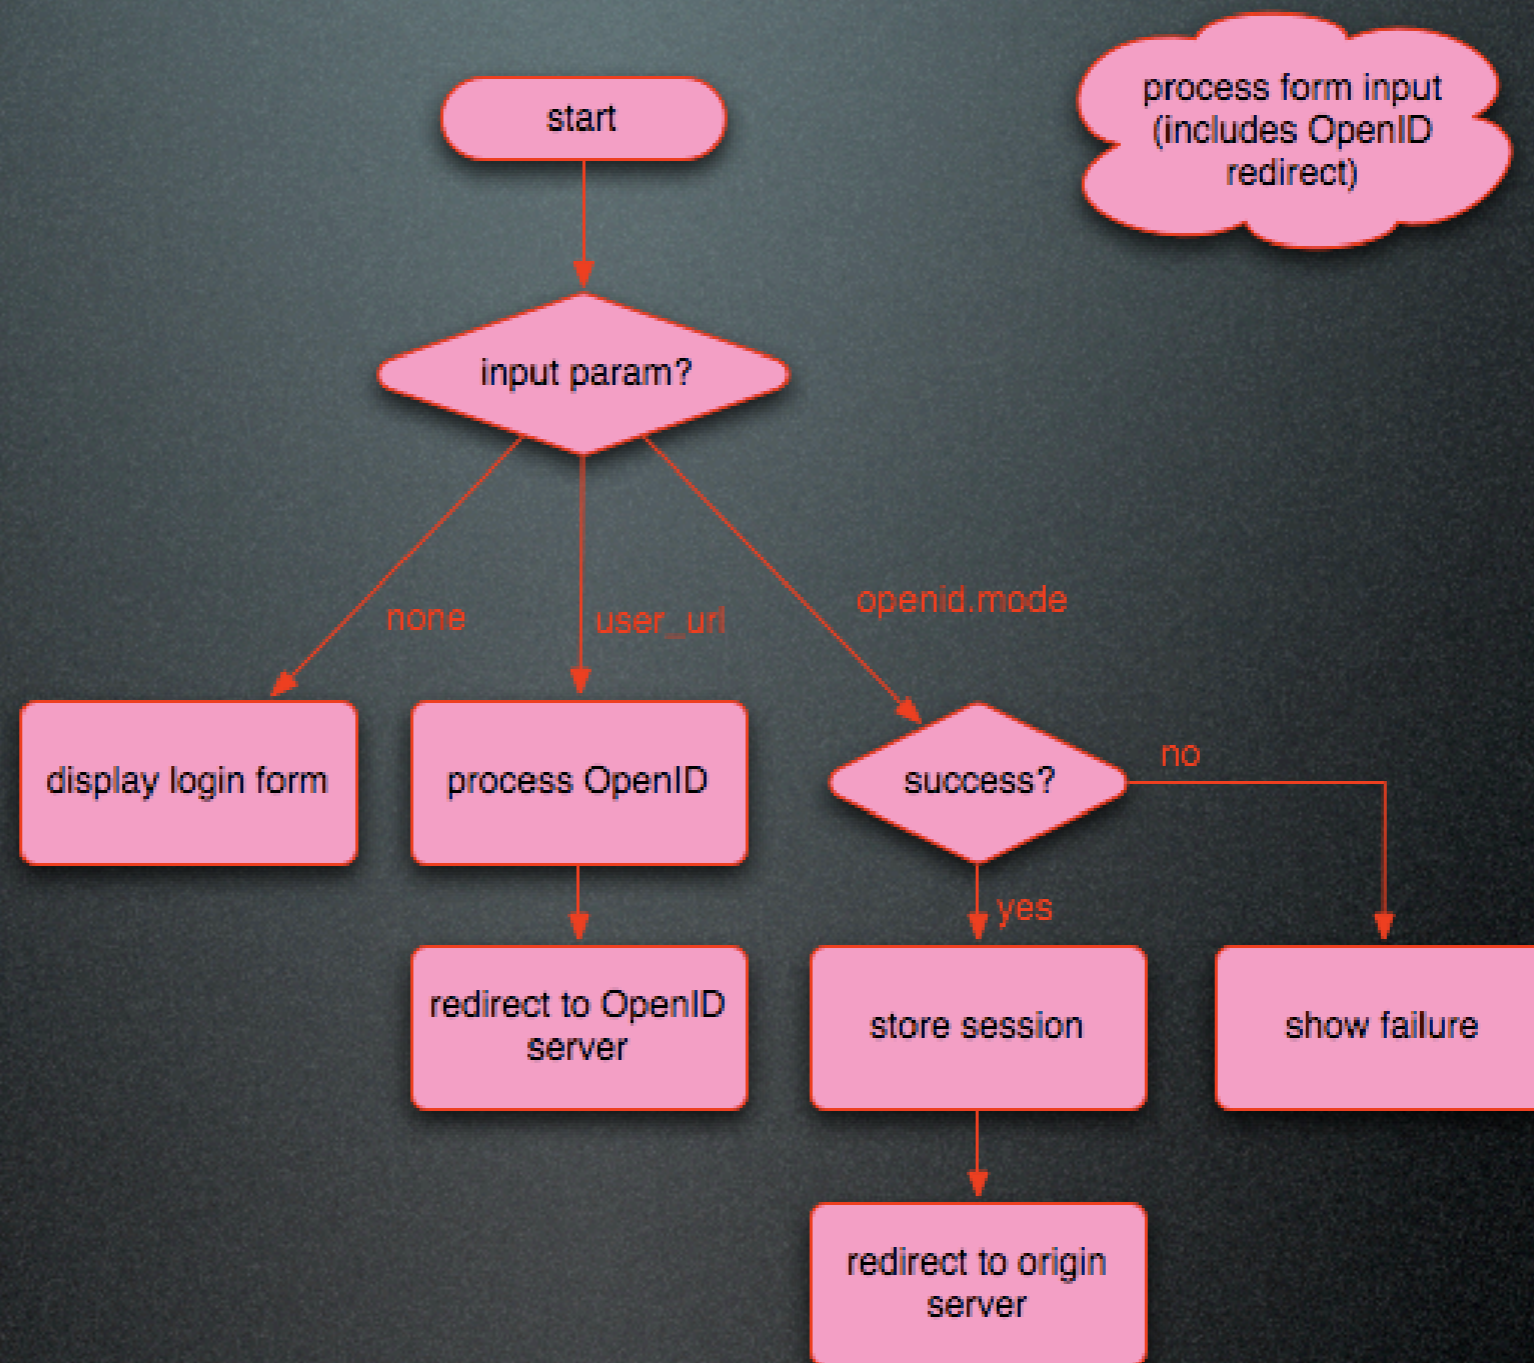 process form input
(includes OpenID
redirect)
start
input param?
none
user_url
openid.mode
display login form
process OpenID
success?
no
yes
redirect to OpenID
server
store session
show failure
redirect to origin
server